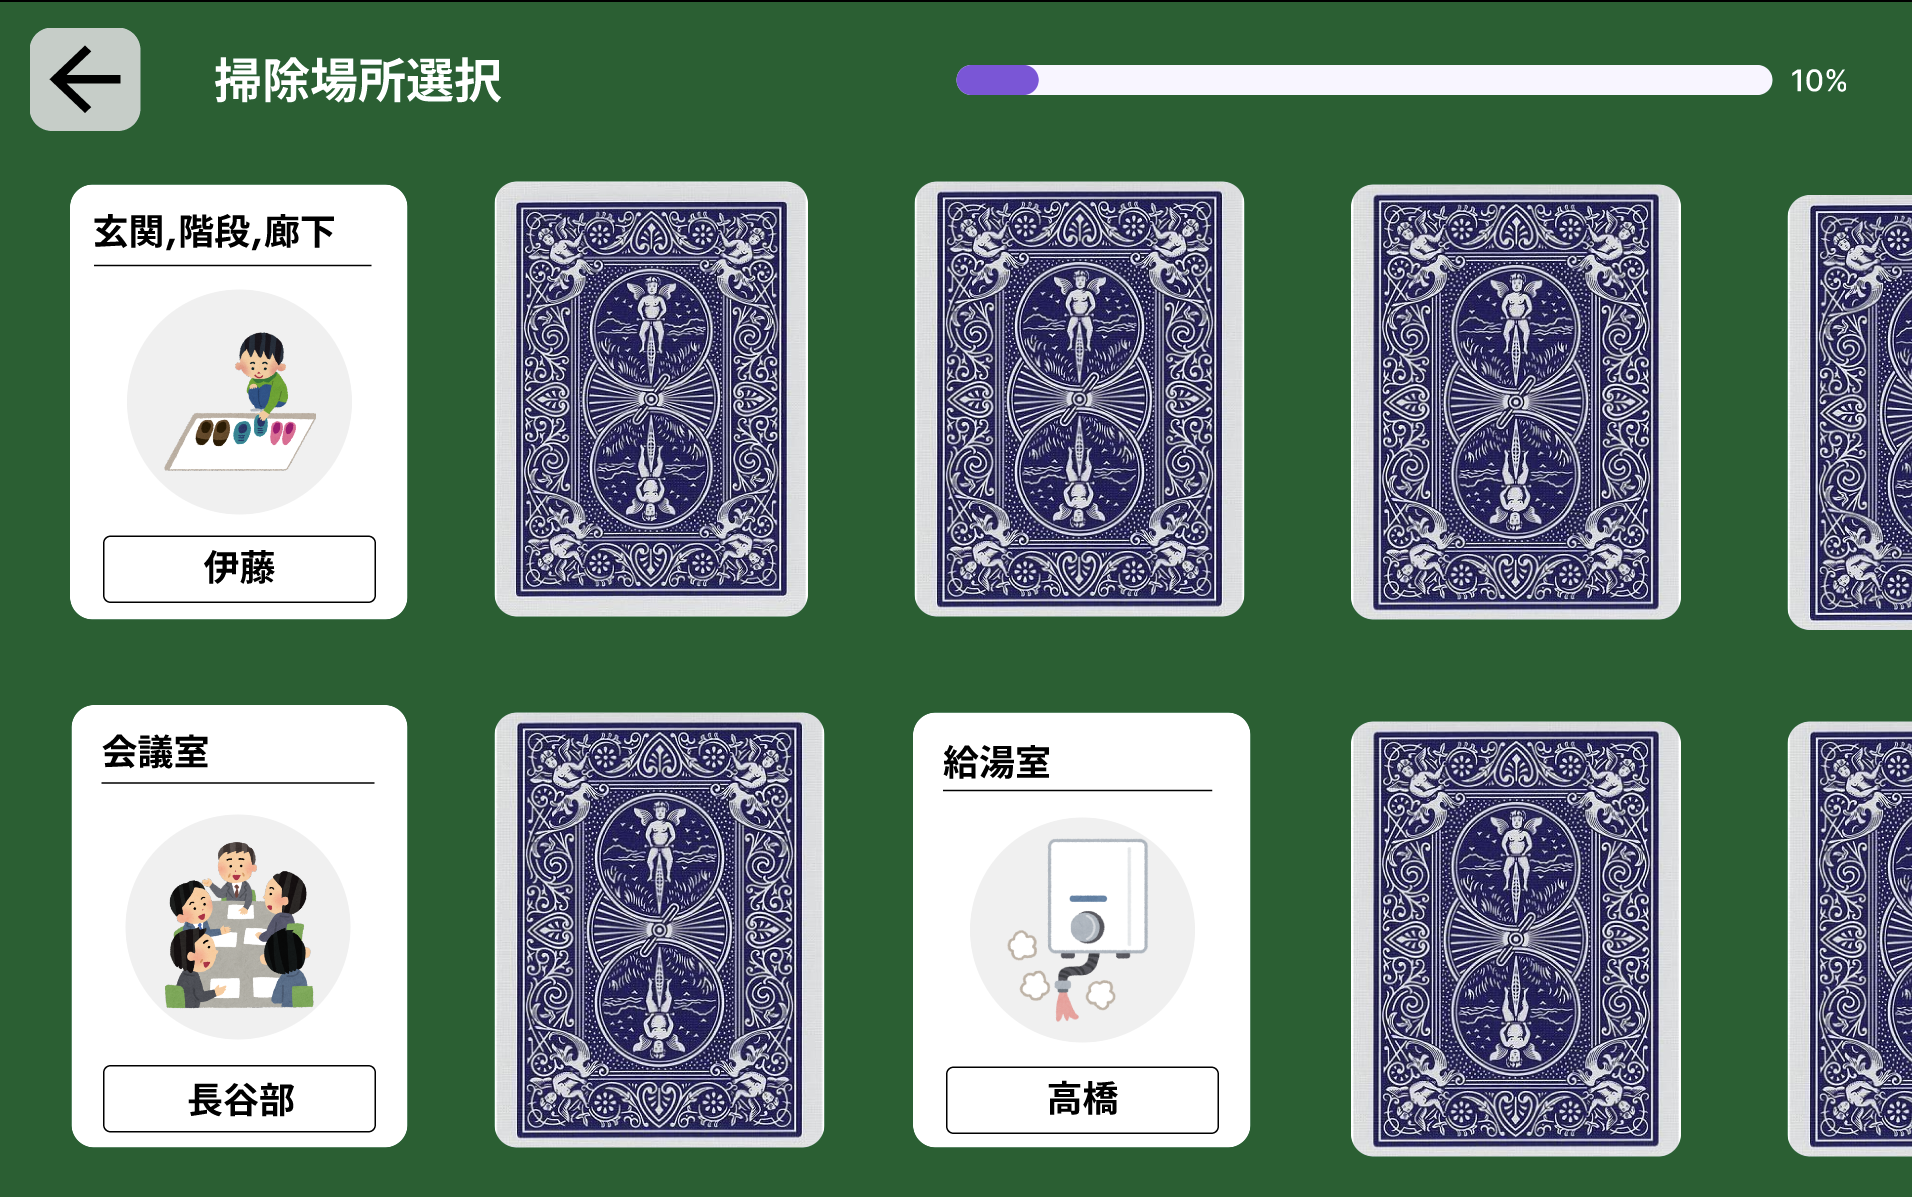 掃除場所選択
10%
玄関,階段,廊下
伊藤
会議室
長谷部
給湯室
高橋